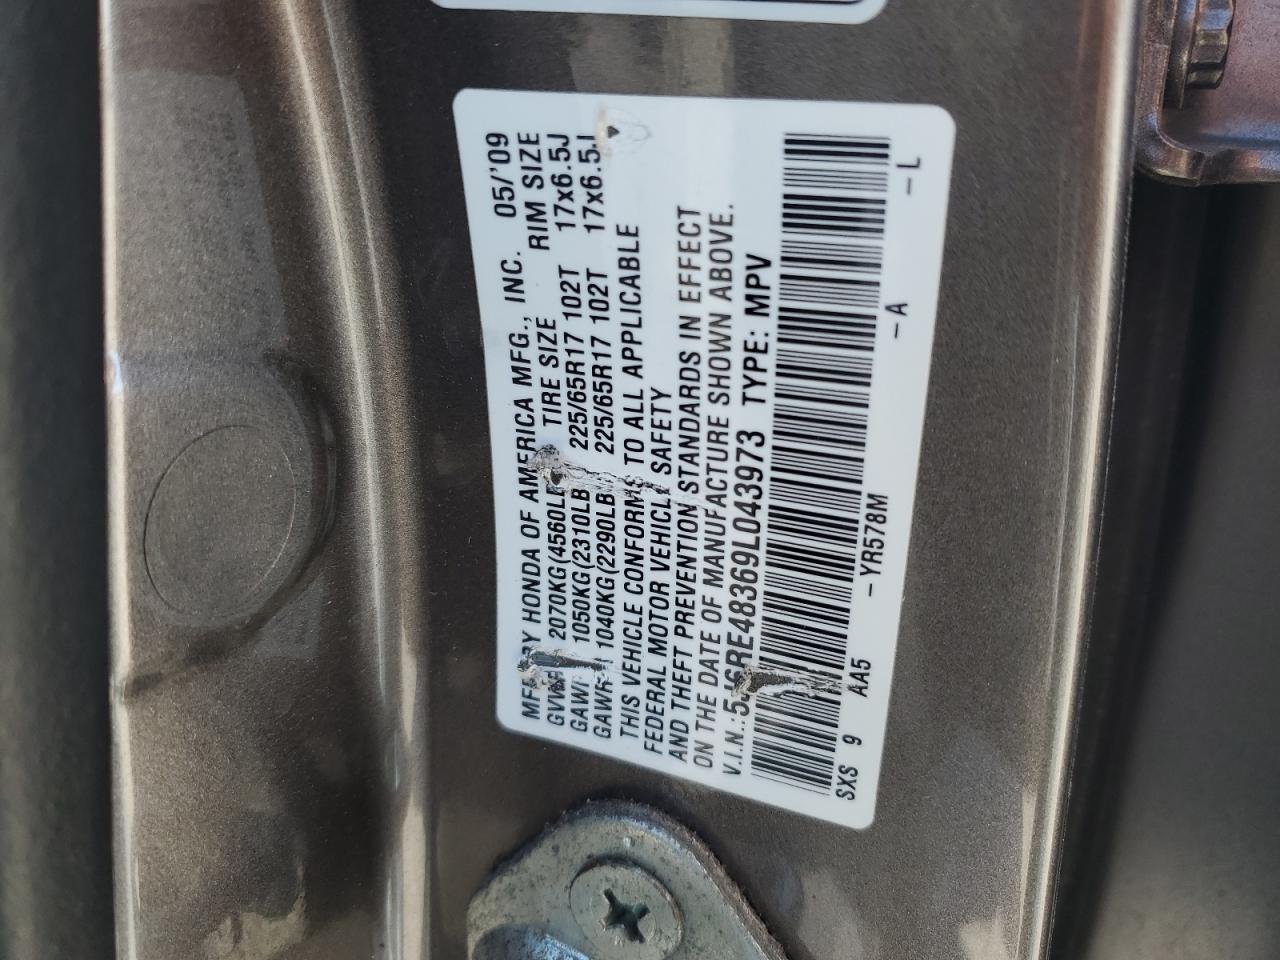 MFD BY HONDA OF AMERICA MFG., INC. 05/'09
GVWR 2070KG(4560LB TIRE SIZE RIM SIZE
GAWR 1050KG(2310LB 225/65R17 102T 17x6.5J
GAWR 1040KG(2290LB 225/65R17 102T 17x6.5J
THIS VEHICLE CONFORMS TO ALL APPLICABLE
FEDERAL MOTOR VEHICLE SAFETY
AND THEFT PREVENTION STANDARDS IN EFFECT
ON THE DATE OF MANUFACTURE SHOWN ABOVE.
V.I.N.: 5J6RE48369L043973 TYPE: MPV
SXS 9 AA5 -YR578M -A -L